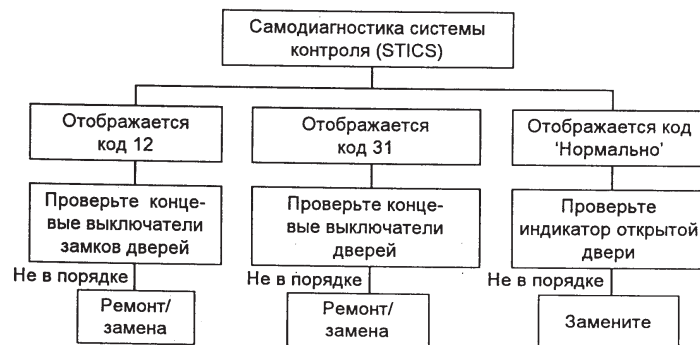 Самодиагностика системы
контроля (STICS)
Отображается
код 12
Отображается
код 31
Отображается код
'Нормально'
Проверьте конце-
вые выключатели
замков дверей
Проверьте конце-
вые выключатели
дверей
Проверьте
индикатор открытой
двери
Не в порядке
Не в порядке
Не в порядке
Ремонт/
замена
Ремонт/
замена
Замените